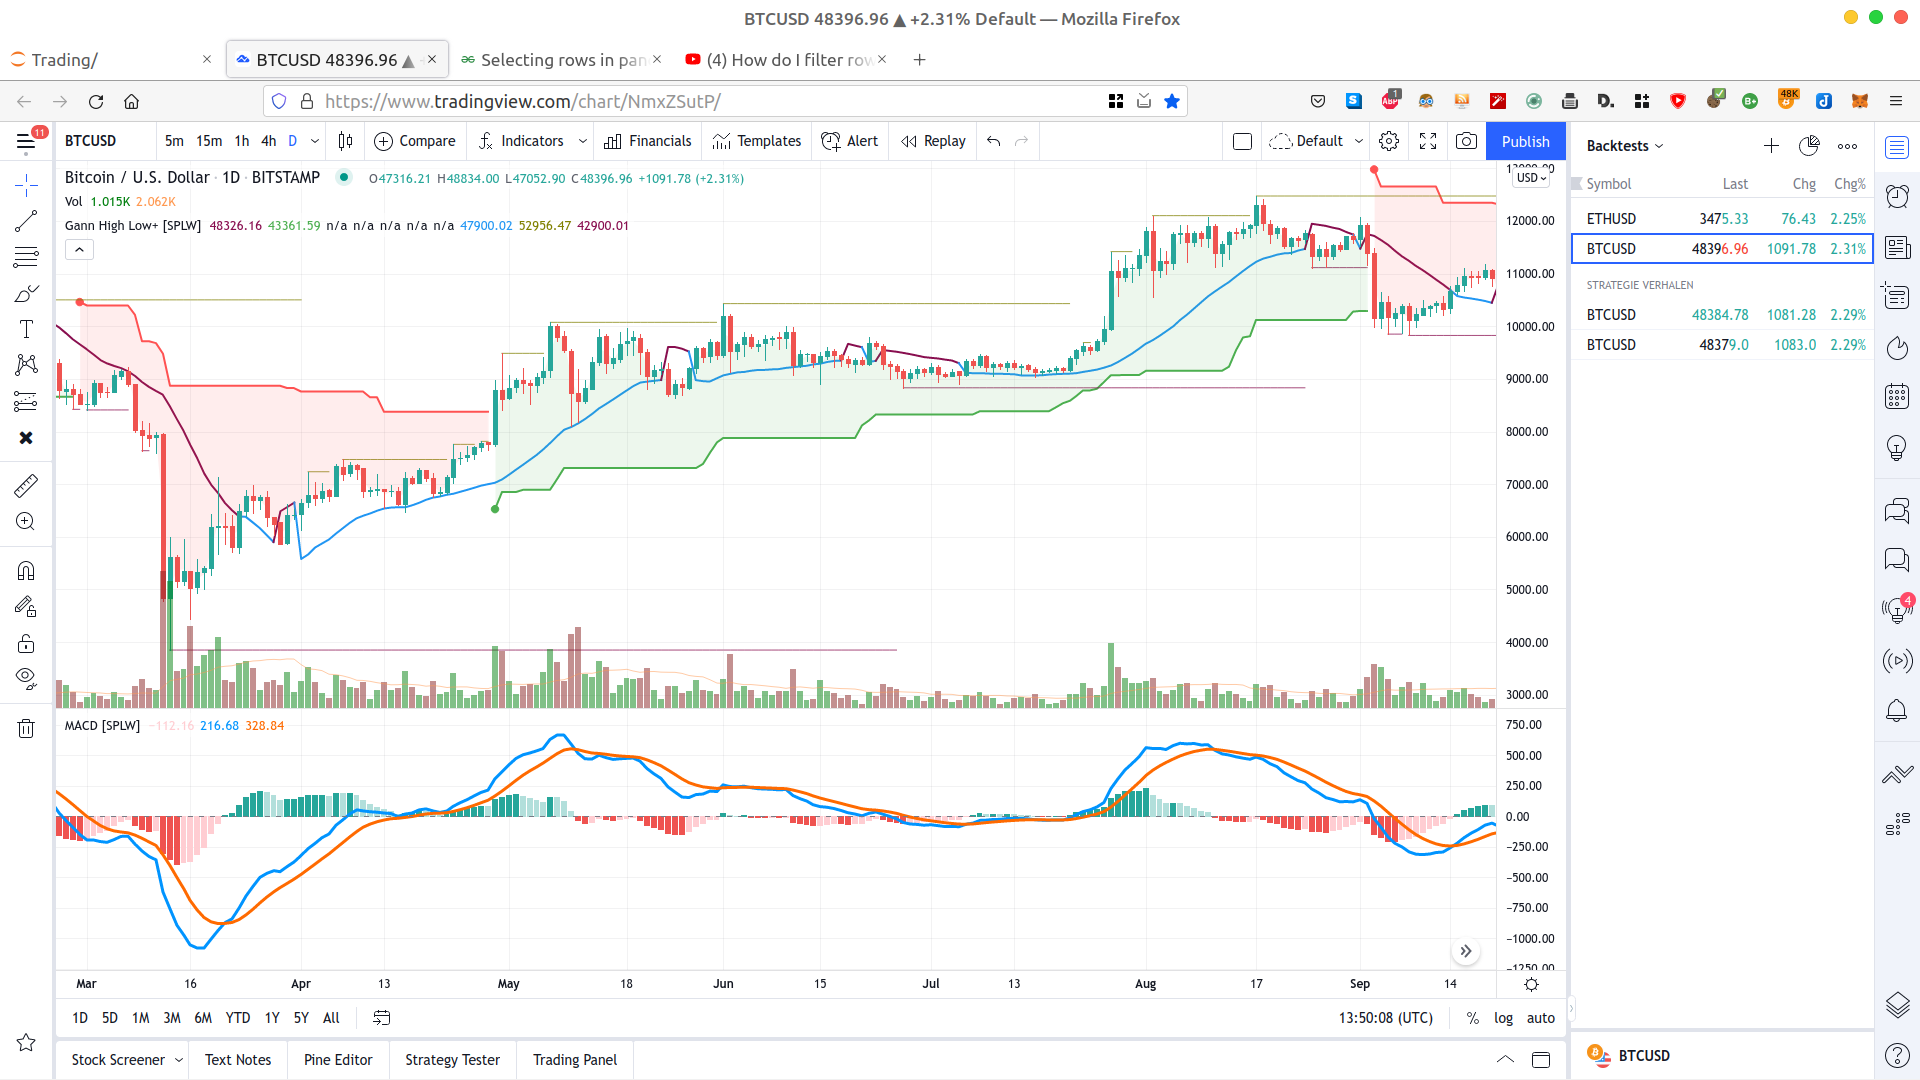 BTCUSD 48396.96 ▲ +2.31% Default — Mozilla Firefox
Trading/
BTCUSD 48396.96 ▲
Selecting rows in pan
(4) How do I filter row
https://www.tradingview.com/chart/NmxZSutP/
1
48K
11
BTCUSD 5m 15m 1h 4h D Compare Indicators Financials Templates Alert Replay Default Publish
Bitcoin / U.S. Dollar · 1D · BITSTAMP O47316.21 H48834.00 L47052.90 C48396.96 +1091.78 (+2.31%)
Vol 1.015K 2.062K
Gann High Low+ [SPLW] 48326.16 43361.59 n/a n/a n/a n/a n/a 47900.02 52956.47 42900.01
13000.00
USD
12000.00
11000.00
10000.00
9000.00
8000.00
7000.00
6000.00
5000.00
4000.00
3000.00
MACD [SPLW] −112.16 216.68 328.84
750.00
500.00
250.00
0.00
−250.00
−500.00
−750.00
−1000.00
−1250.00
Mar 16 Apr 13 May 18 Jun 15 Jul 13 Aug 17 Sep 14
1D 5D 1M 3M 6M YTD 1Y 5Y All
13:50:08 (UTC) % log auto
Stock Screener Text Notes Pine Editor Strategy Tester Trading Panel
Backtests
Symbol Last Chg Chg%
ETHUSD 3475.33 76.43 2.25%
BTCUSD 48396.96 1091.78 2.31%
STRATEGIE VERHALEN
BTCUSD 48384.78 1081.28 2.29%
BTCUSD 48379.0 1083.0 2.29%
4
BTCUSD